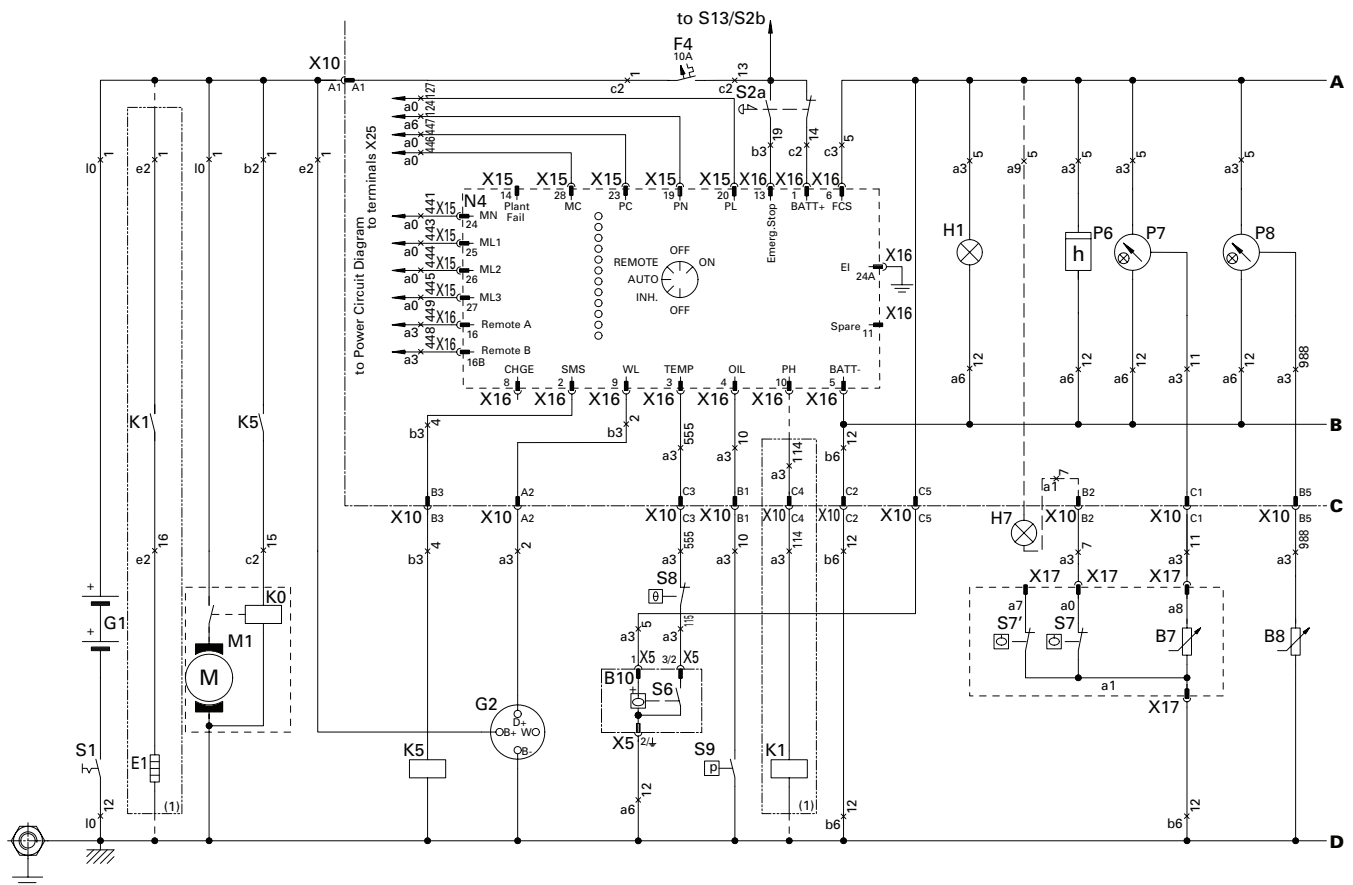 to S13/S2b
F4
10A
X10
A1 A1
1
c2
13
c2
A
S2a
127
a0
124
a6
447
a0
446
a0
19
b3
14
c2
5
c3
1
l0
1
e2
1
l0
1
b2
1
e2
5
a3
5
a9
5
a3
5
a3
5
a3
to Power Circuit Diagram
to terminals X25
X15 X15 X15 X15 X15 X16 X16 X16
14 28 23 19 20 13 1 6
Plant Fail
MC PC PN PL
Emerg.Stop
BATT+ FCS
N4
441
a0
X15
24
MN
443
a0
X15
25
ML1
444
a0
X15
26
ML2
445
a0
X15
27
ML3
449
a3
X16
16
Remote A
448
a3
X16
16B
Remote B
OFF
REMOTE ON
AUTO
INH.
OFF
EI
24A
X16
Spare 11
X16
H1
P6
h
P7
P8
CHGE SMS WL TEMP OIL PH BATT-
8 2 9 3 4 10 5
X16 X16 X16 X16 X16 X16 X16
12
a6
12
a6
12
a6
11
a3
12
a6
988
a3
K1
K5
4
b3
2
b3
555
a3
10
a3
114
a3
12
b6
B
7
a1
B3 A2 C3 B1 C4 C2 C5 B2 C1 B5
C
X10 B3
X10 A2
X10 C3
X10 B1
X10 C4
X10 C2
X10 C5
H7
X10 B2
X10 C1
X10 B5
16
e2
15
c2
4
b3
2
a3
555
a3
10
a3
114
a3
12
b6
7
a3
11
a3
988
a3
+
+
G1
K0
M1
M
S8
θ
X17 X17 X17
a7 a0 a8
S7'
S7
B7
B8
5
a3
115
a3
1 X5
3/2 X5
B10
+
S6
a1
X17
G2
D+
B+ W
B-
X5 2/
S1
E1
K5
S9
p
K1
(1)
(1)
12
l0
12
a6
12
b6
12
b6
D